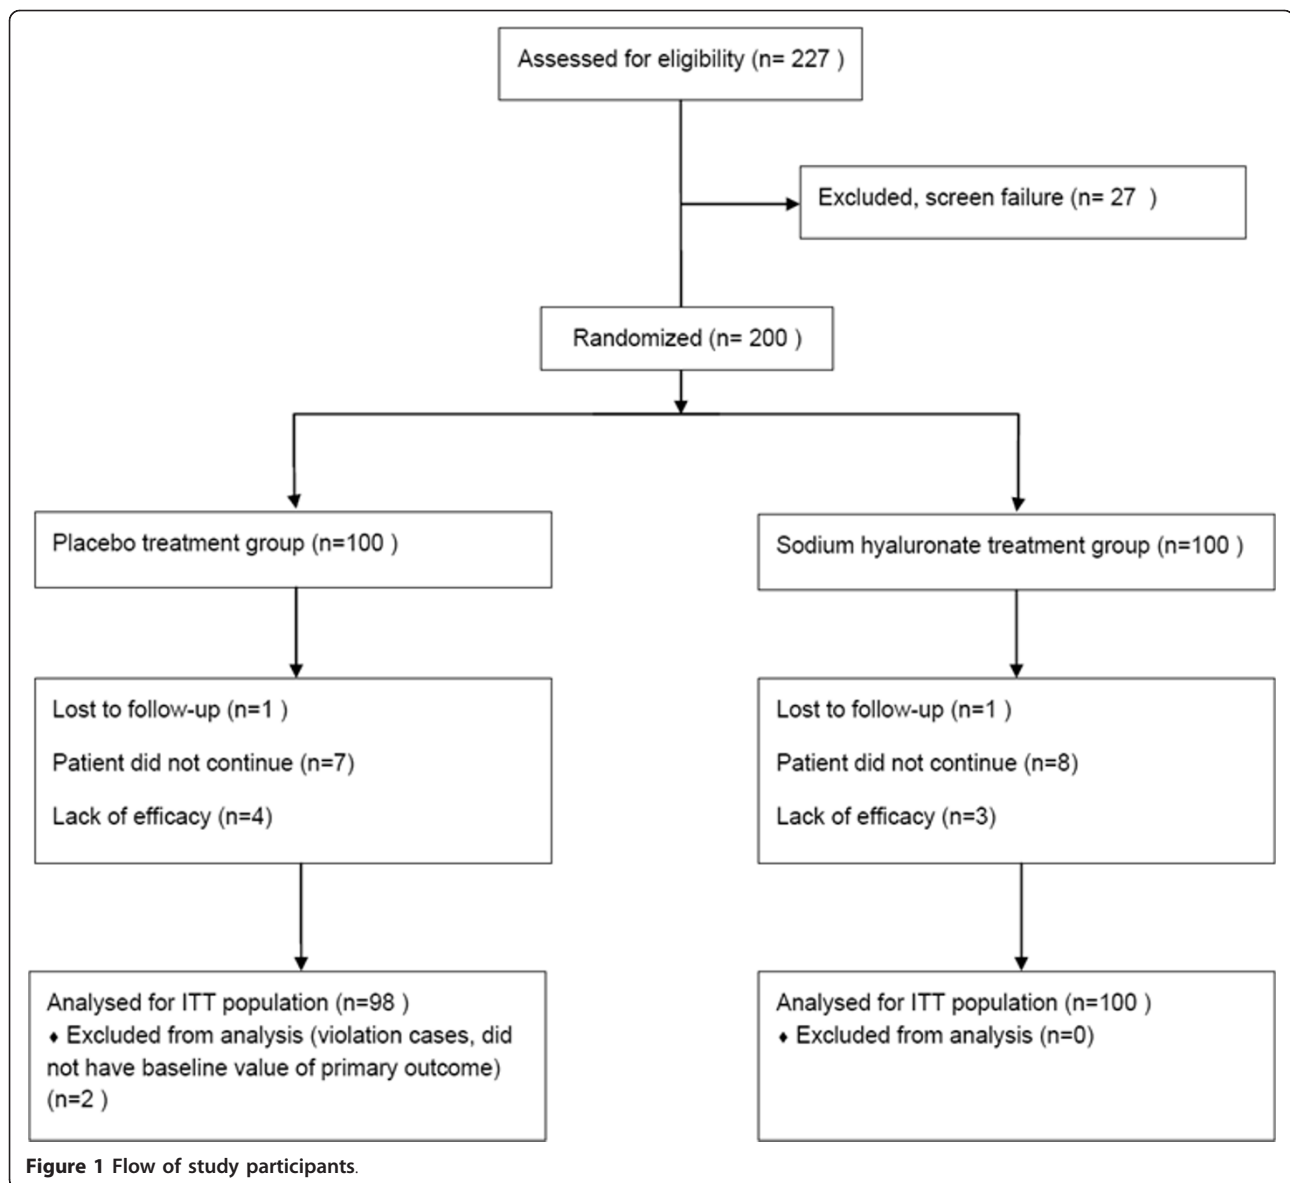 Assessed for eligibility (n= 227 )
Excluded, screen failure (n= 27  )
Randomized (n= 200 )
Placebo treatment group (n=100 )
Sodium hyaluronate treatment group (n=100 )
Lost to follow-up (n=1 )
Patient did not continue (n=7)
Lack of efficacy (n=4)
Lost to follow-up (n=1 )
Patient did not continue (n=8)
Lack of efficacy (n=3)
Analysed for ITT population (n=98 )
♦ Excluded from analysis (violation cases, did
not have baseline value of primary outcome)
(n=2 )
Analysed for ITT population (n=100 )
♦ Excluded from analysis (n=0)
Figure 1 Flow of study participants.